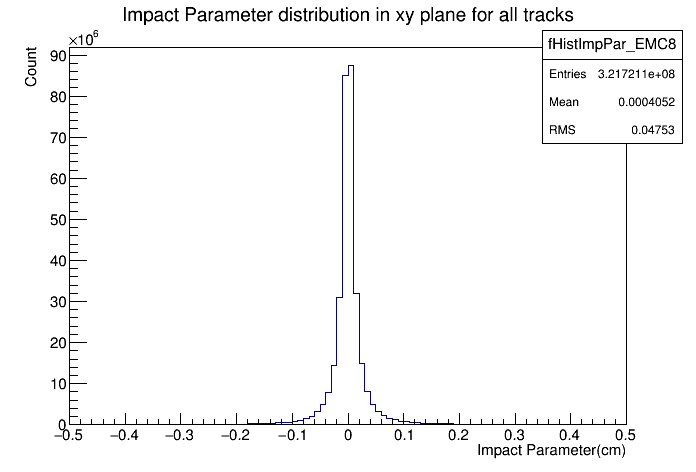 Impact Parameter distribution in xy plane for all tracks
×10⁶
fHistImpPar_EMC8
Entries 3.217211e+08
Mean 0.0004052
RMS 0.04753
Count
90
80
70
60
50
40
30
20
10
0
−0.5 −0.4 −0.3 −0.2 −0.1 0 0.1 0.2 0.3 0.4 0.5
Impact Parameter(cm)